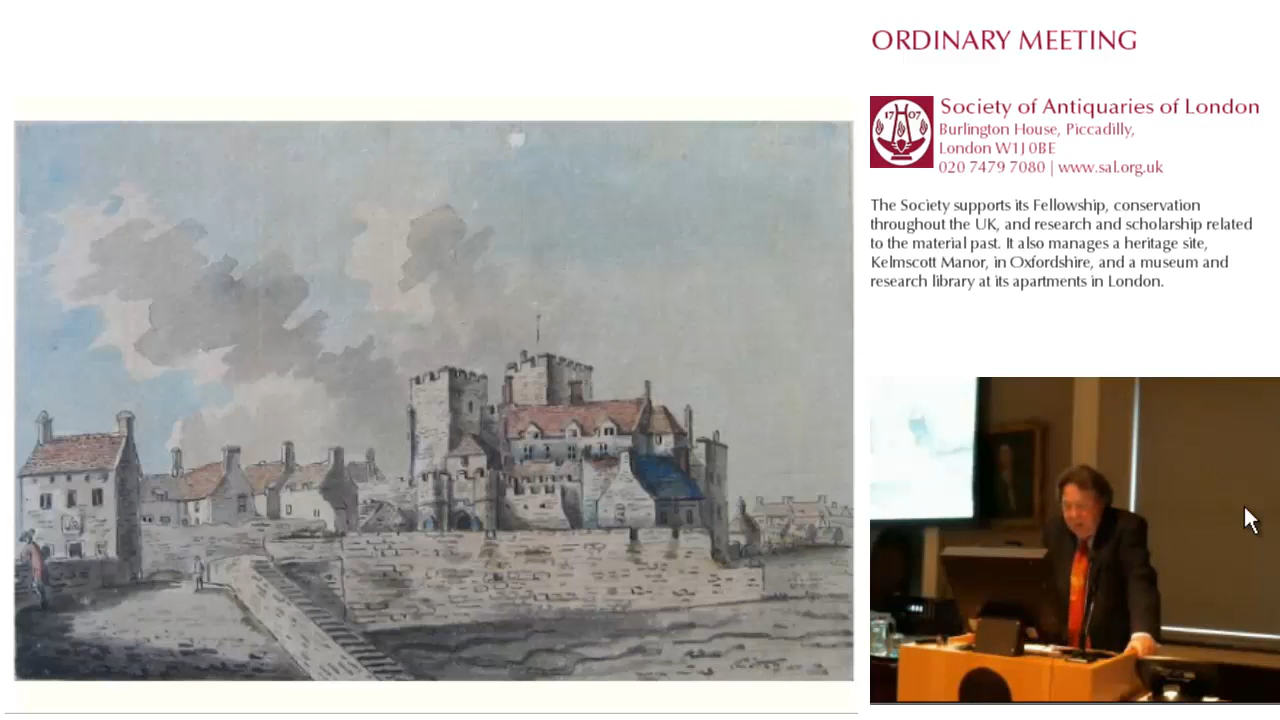 ORDINARY MEETING
17 07
Society of Antiquaries of London
Burlington House, Piccadilly,
London W1J 0BE
020 7479 7080 | www.sal.org.uk
The Society supports its Fellowship, conservation
throughout the UK, and research and scholarship related
to the material past. It also manages a heritage site,
Kelmscott Manor, in Oxfordshire, and a museum and
research library at its apartments in London.